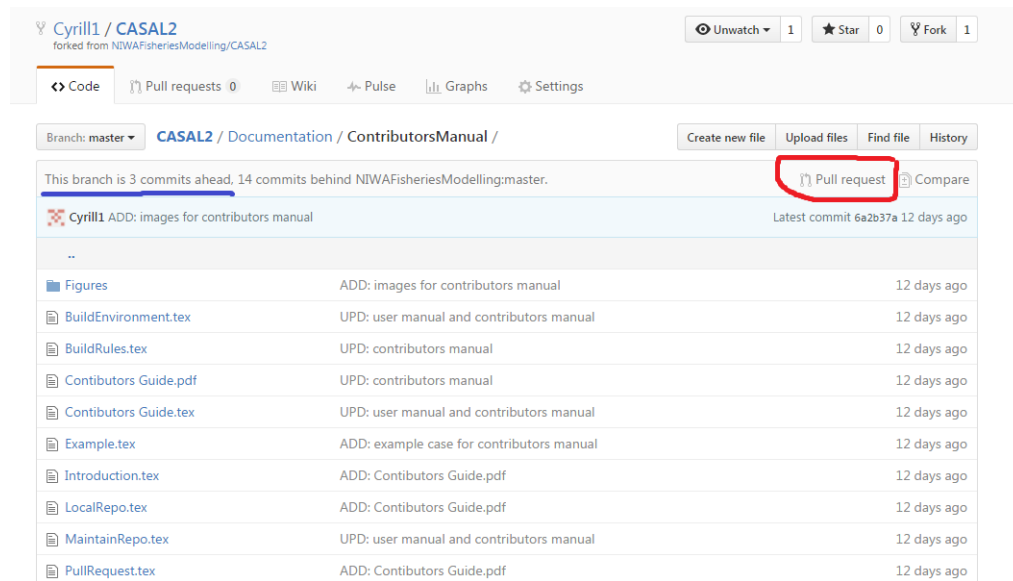 Cyrill1 / CASAL2
forked from NIWAFisheriesModelling/CASAL2
Unwatch 1 Star 0 Fork 1
Code Pull requests 0 Wiki Pulse Graphs Settings
Branch: master CASAL2 / Documentation / ContributorsManual / Create new file Upload files Find file History
This branch is 3 commits ahead, 14 commits behind NIWAFisheriesModelling:master. Pull request Compare
Cyrill1 ADD: images for contributors manual Latest commit 6a2b37a 12 days ago
..
Figures ADD: images for contributors manual 12 days ago
BuildEnvironment.tex UPD: user manual and contributors manual 12 days ago
BuildRules.tex UPD: contributors manual 12 days ago
Contibutors Guide.pdf UPD: contributors manual 12 days ago
Contibutors Guide.tex UPD: user manual and contributors manual 12 days ago
Example.tex ADD: example case for contributors manual 12 days ago
Introduction.tex ADD: Contibutors Guide.pdf 12 days ago
LocalRepo.tex ADD: Contibutors Guide.pdf 12 days ago
MaintainRepo.tex UPD: user manual and contributors manual 12 days ago
PullRequest.tex ADD: Contibutors Guide.pdf 12 days ago